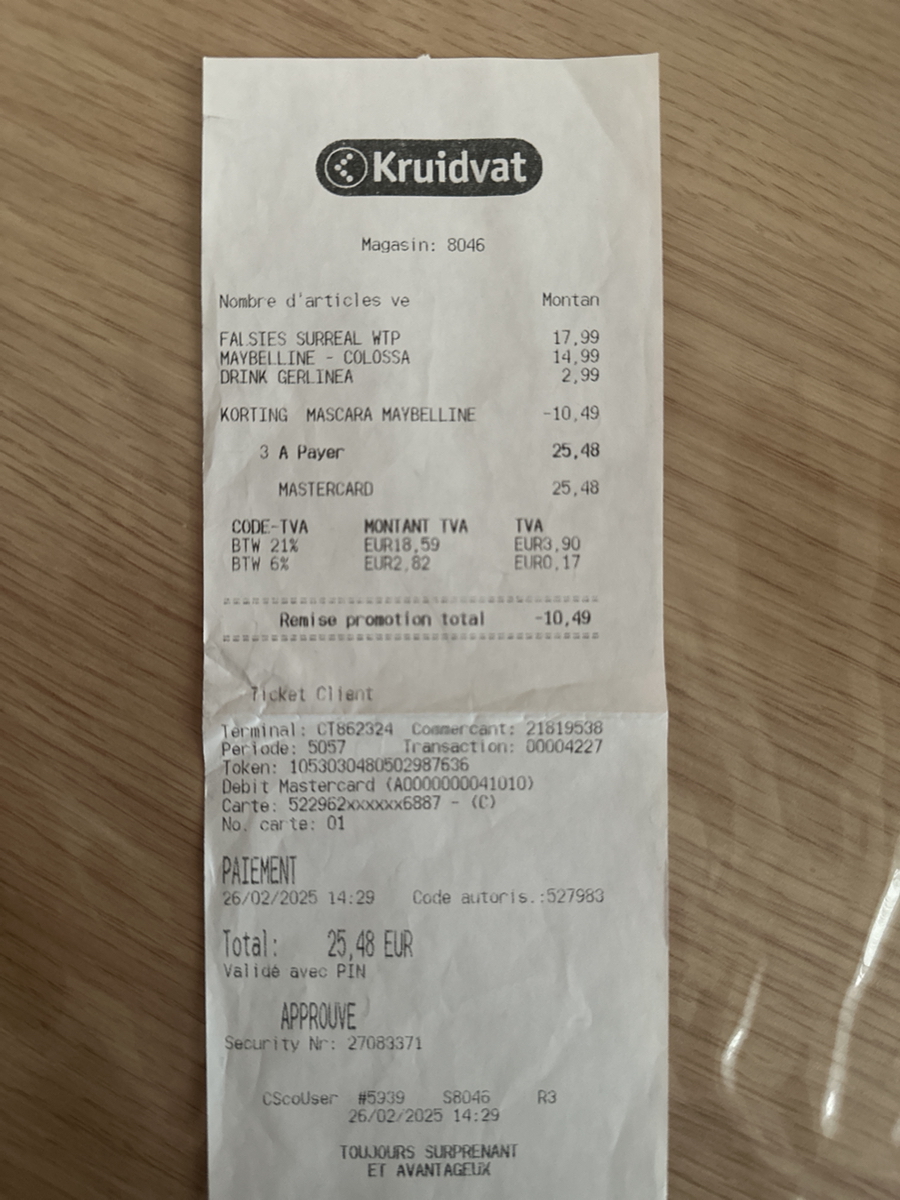 Kruidvat
Magasin: 8046
Nombre d'articles ve Montan
FALSIES SURREAL WTP 17,99
MAYBELLINE - COLOSSA 14,99
DRINK GERLINEA 2,99
KORTING MASCARA MAYBELLINE -10,49
3 A Payer 25,48
MASTERCARD 25,48
CODE-TVA MONTANT TVA TVA
BTW 21% EUR18,59 EUR3,90
BTW 6% EUR2,82 EUR0,17
================================
Remise promotion total -10,49
================================
Ticket Client
Terminal: CT862324 Commercant: 21819538
Periode: 5057 Transaction: 00004227
Token: 1053030480502987636
Debit Mastercard (A0000000041010)
Carte: 522962xxxxxx6887 - (C)
No. carte: 01
PAIEMENT
26/02/2025 14:29 Code autoris.:527983
Total: 25,48 EUR
Validé avec PIN
APPROUVE
Security Nr: 27083371
CScoUser #5939 S8046 R3
26/02/2025 14:29
TOUJOURS SURPRENANT
ET AVANTAGEUX